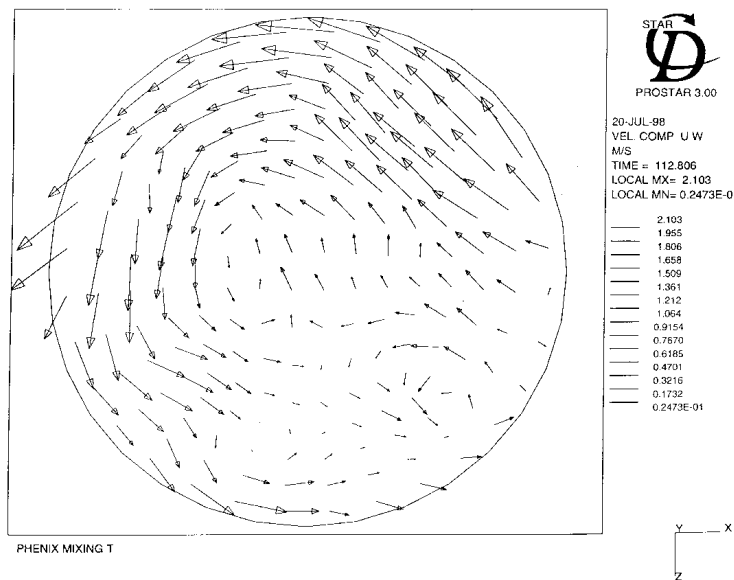 STAR
CD
PROSTAR 3.00
20-JUL-98
VEL. COMP U W
M/S
TIME = 112.806
LOCAL MX= 2.103
LOCAL MN= 0.2473E-0
2.103
1.955
1.806
1.658
1.509
1.361
1.212
1.064
0.9154
0.7670
0.6185
0.4701
0.3216
0.1732
0.2473E-01
PHENIX MIXING T
Y X
Z